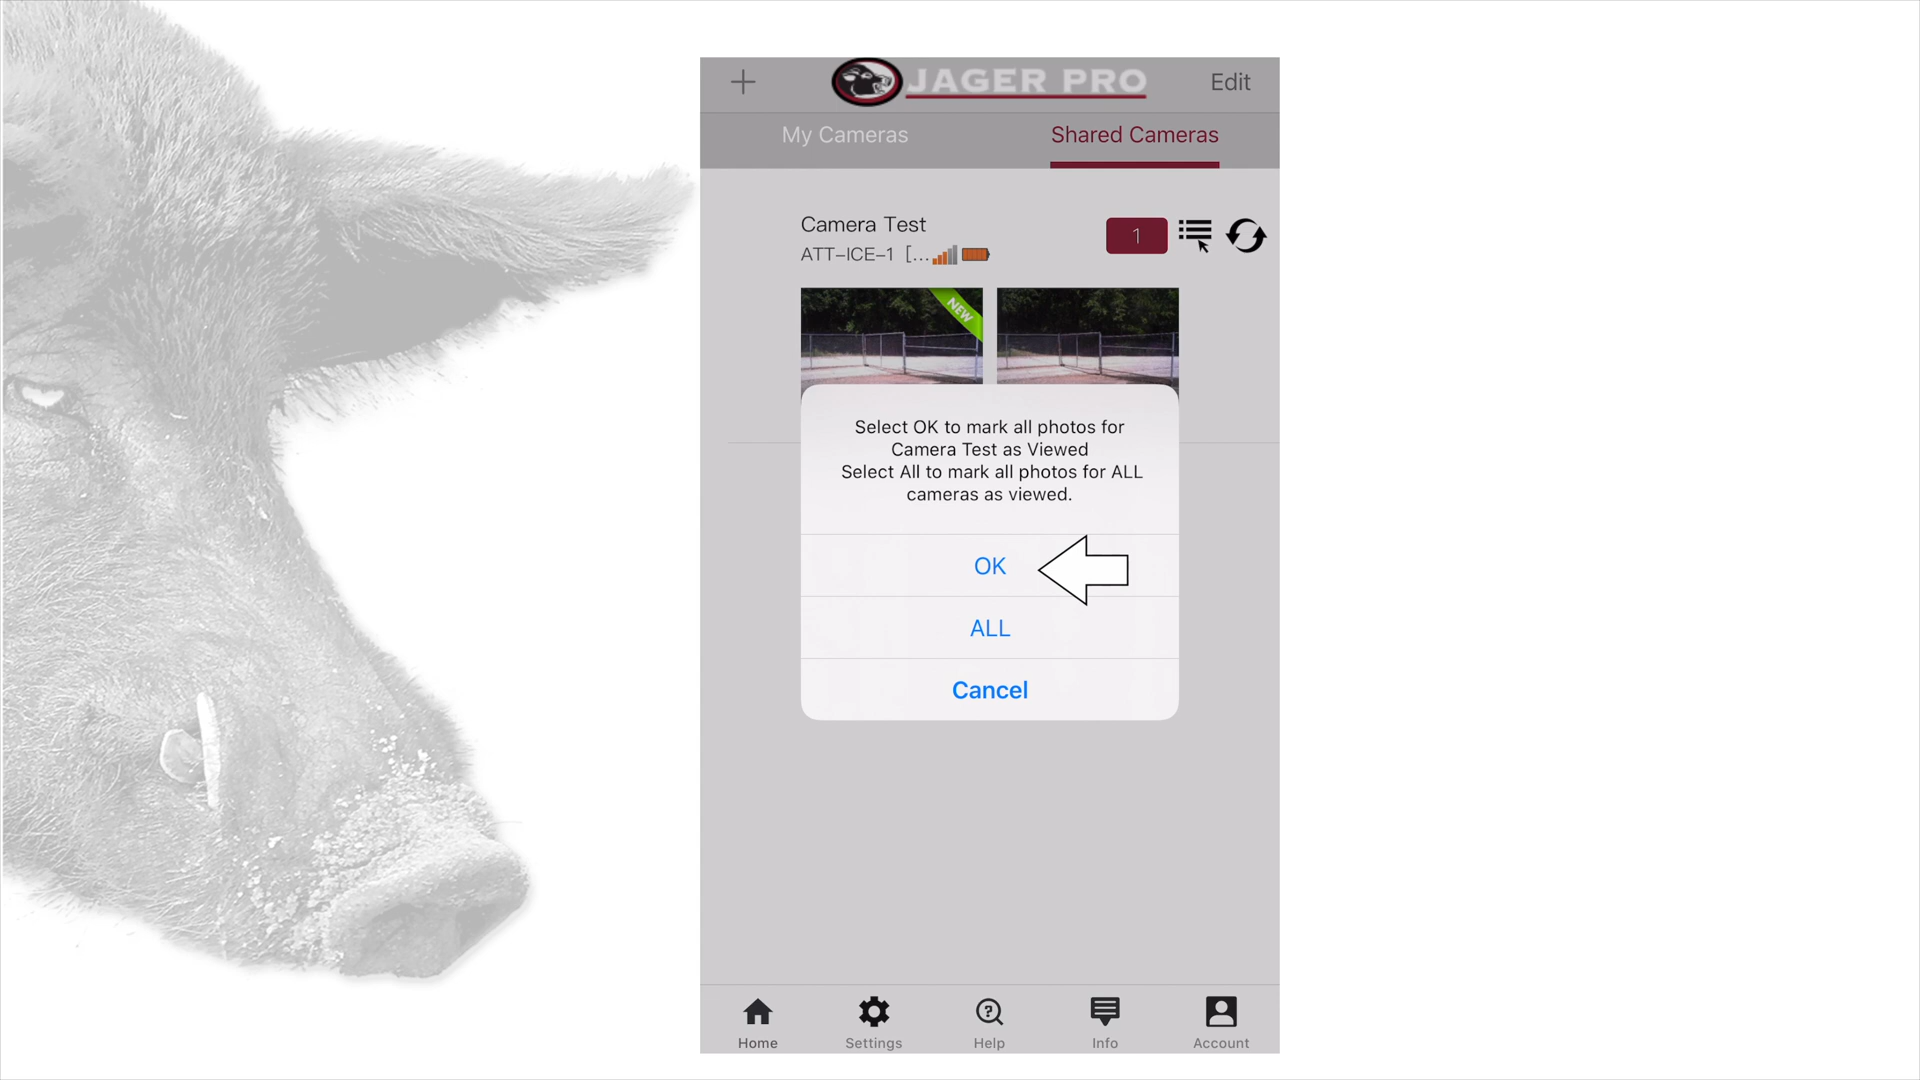 JAGER PRO
Edit
My Cameras
Shared Cameras
Camera Test
1
ATT-ICE-1 [...
NEW
Select OK to mark all photos for
Camera Test as Viewed
Select All to mark all photos for ALL
cameras as viewed.
OK
ALL
Cancel
Home
Settings
Help
Info
Account